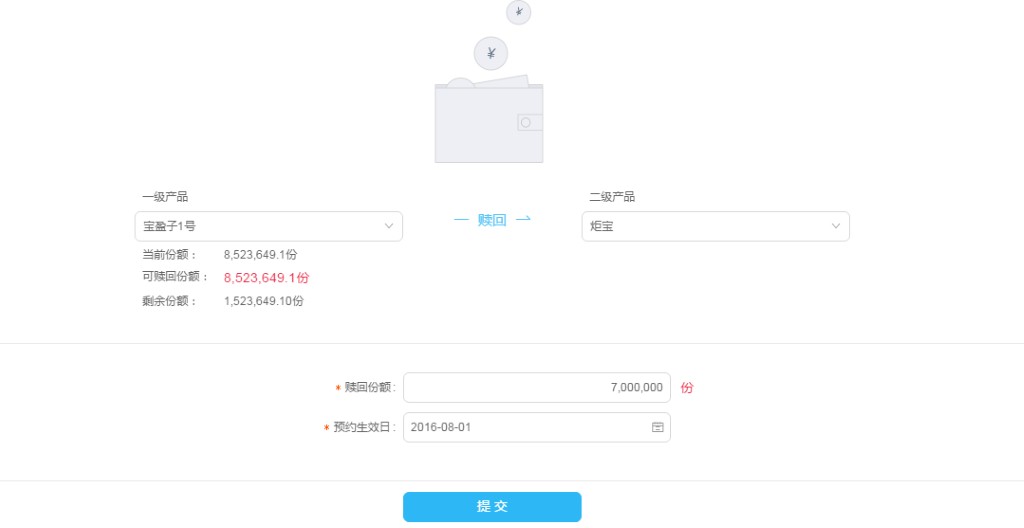 ¥
¥
一级产品
二级产品
宝盈子1号
赎回
炬宝
当前份额： 8,523,649.1份
可赎回份额： 8,523,649.1份
剩余份额： 1,523,649.10份
* 赎回份额: 7,000,000 份
* 预约生效日: 2016-08-01
提 交